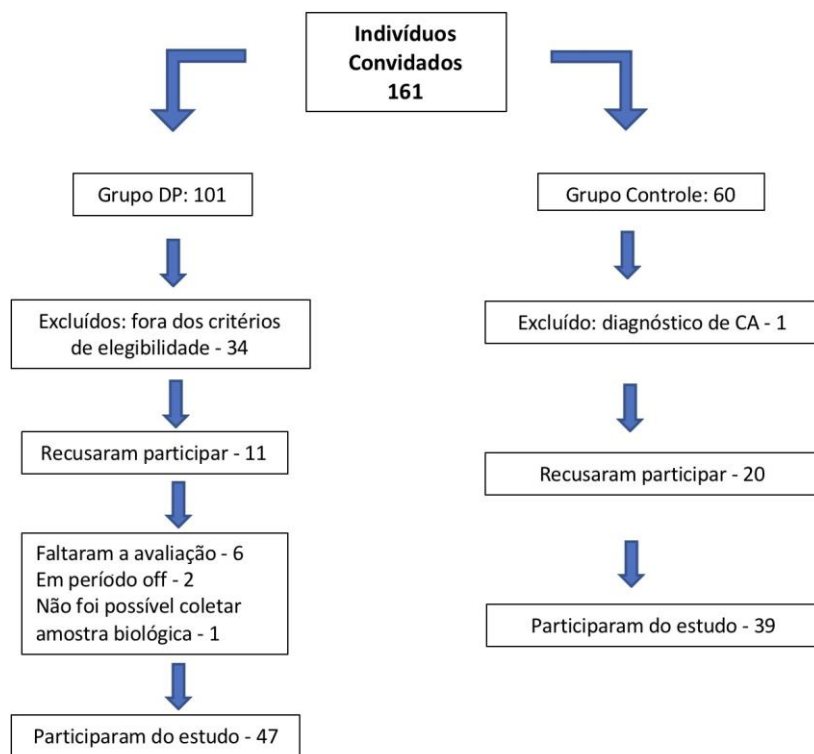 Indivíduos
Convidados
161
Grupo DP: 101
Grupo Controle: 60
Excluídos: fora dos critérios
de elegibilidade - 34
Excluído: diagnóstico de CA - 1
Recusaram participar - 11
Recusaram participar - 20
Faltaram a avaliação - 6
Em período off - 2
Não foi possível coletar
amostra biológica - 1
Participaram do estudo - 39
Participaram do estudo - 47